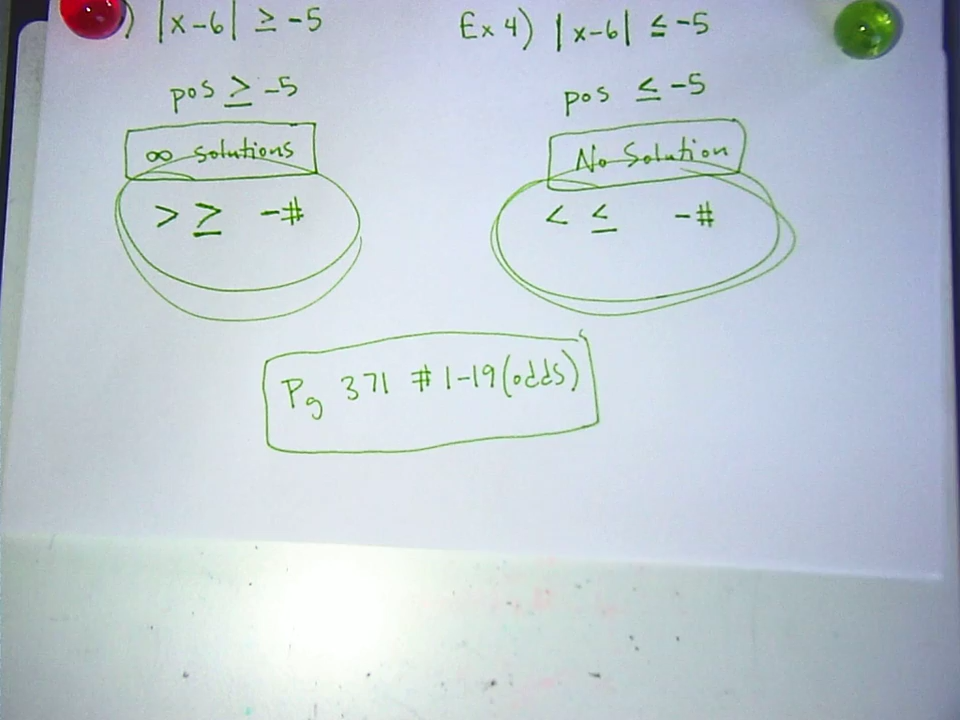 ) |x-6| ≥ -5
pos ≥ -5
∞ solutions
> ≥ -#
Ex 4) |x-6| ≤ -5
pos ≤ -5
No Solution
< ≤ -#
Pg 371 # 1-19 (odds)